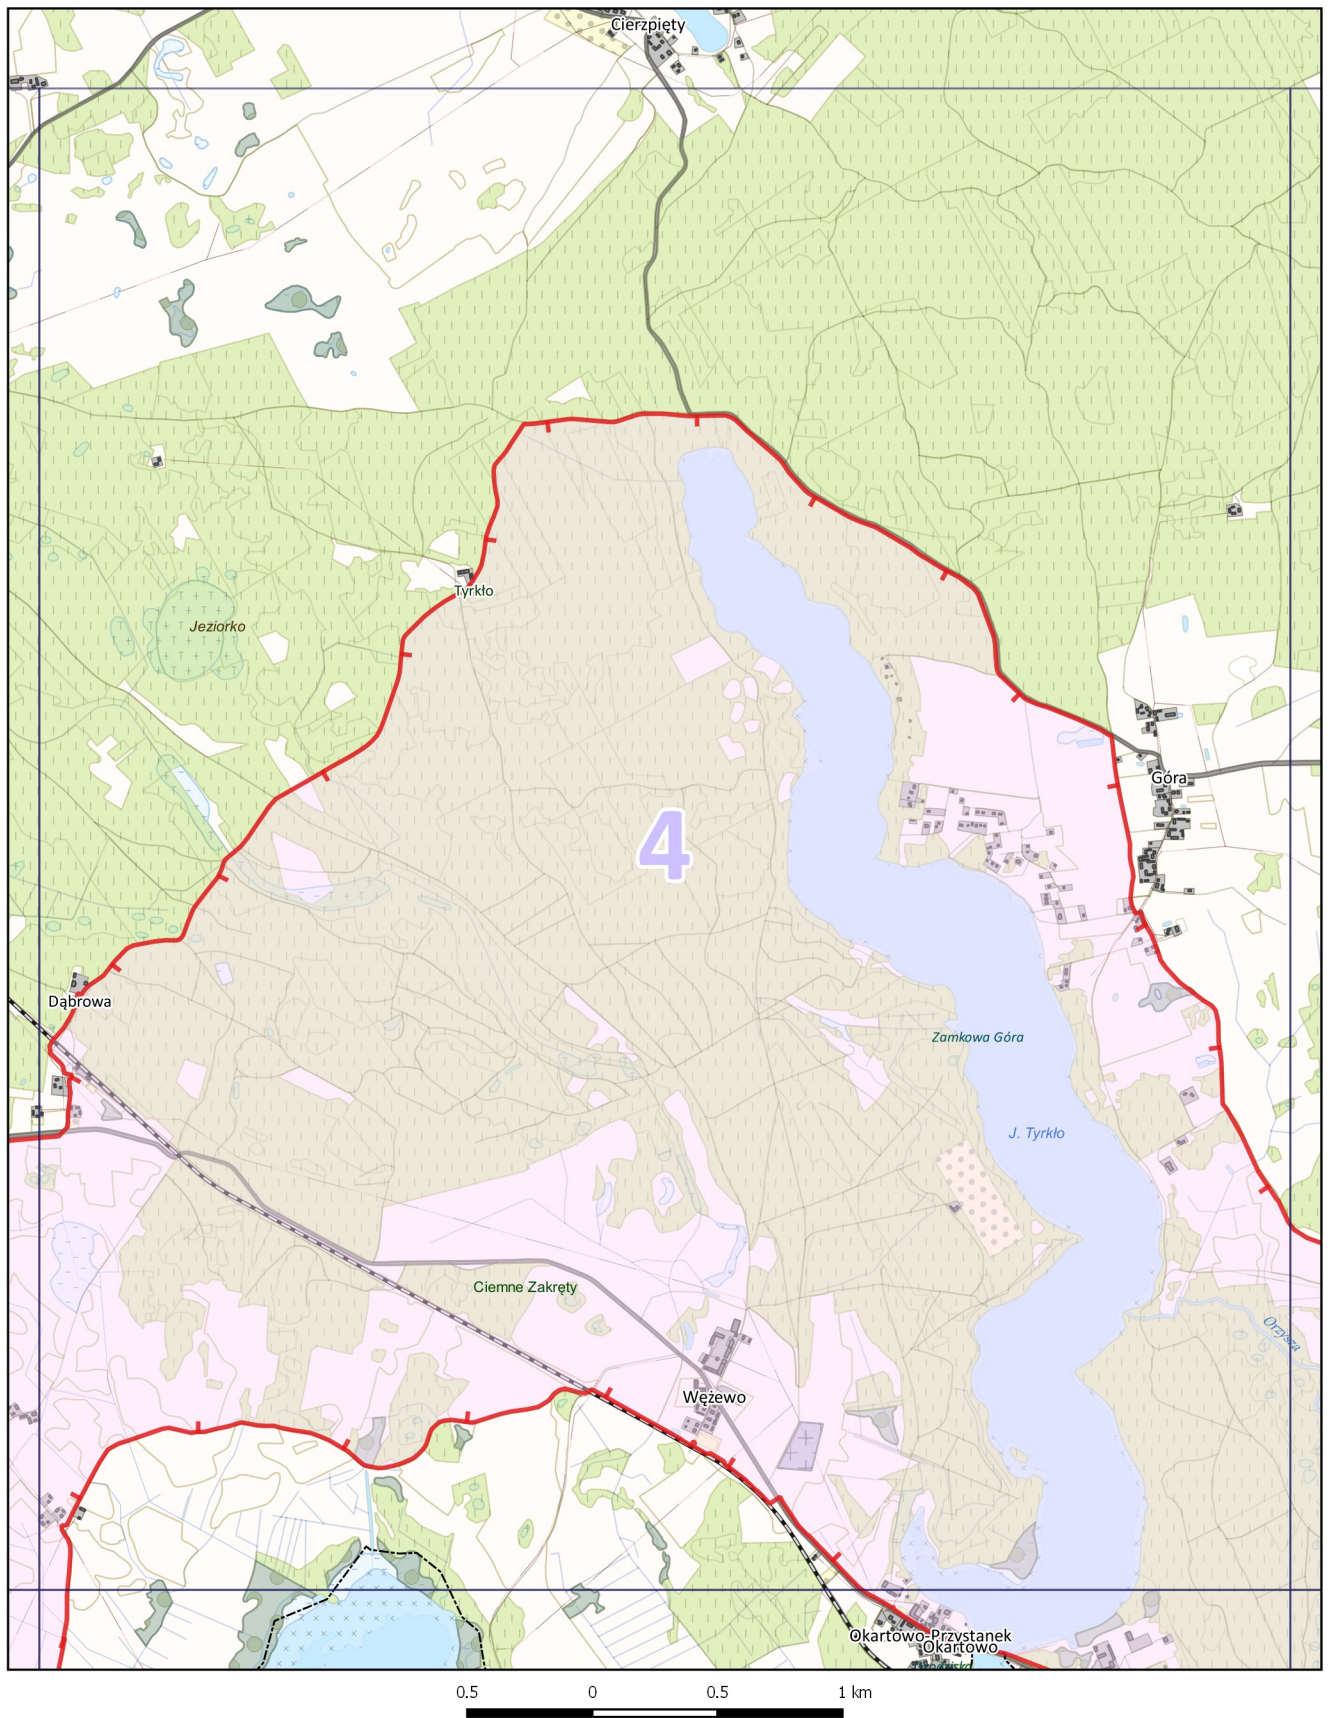 Cierzpięty
Tyrkło
Jeziorko
Góra
4
Dąbrowa
Zamkowa Góra
J. Tyrkło
Ciemne Zakręty
Orzysza
Wężewo
Okartowo-Przystanek
Okartowo
0.5 0 0.5 1 km